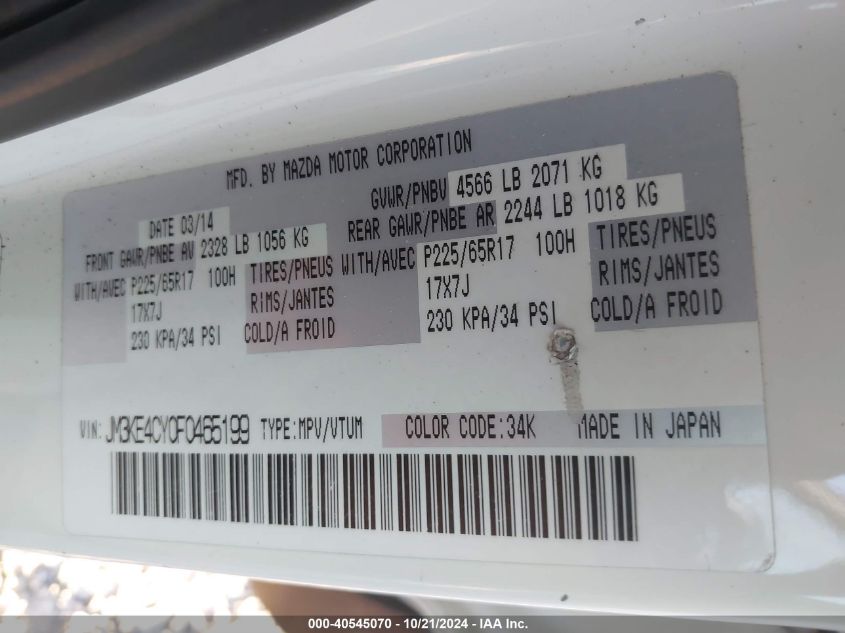 MFD. BY MAZDA MOTOR CORPORATION
DATE 03/14 GVWR/PNBV 4566 LB 2071 KG
FRONT GAWR/PNBE AV 2328 LB 1056 KG REAR GAWR/PNBE AR 2244 LB 1018 KG
WITH/AVEC P225/65R17 100H TIRES/PNEUS WITH/AVEC P225/65R17 100H TIRES/PNEUS
17X7J RIMS/JANTES 17X7J RIMS/JANTES
230 KPA/34 PSI COLD/A FROID 230 KPA/34 PSI COLD/A FROID
VIN: JM3KE4CY0F0465199 TYPE:MPV/VTUM COLOR CODE:34K MADE IN JAPAN
000-40545070 - 10/21/2024 - IAA Inc.